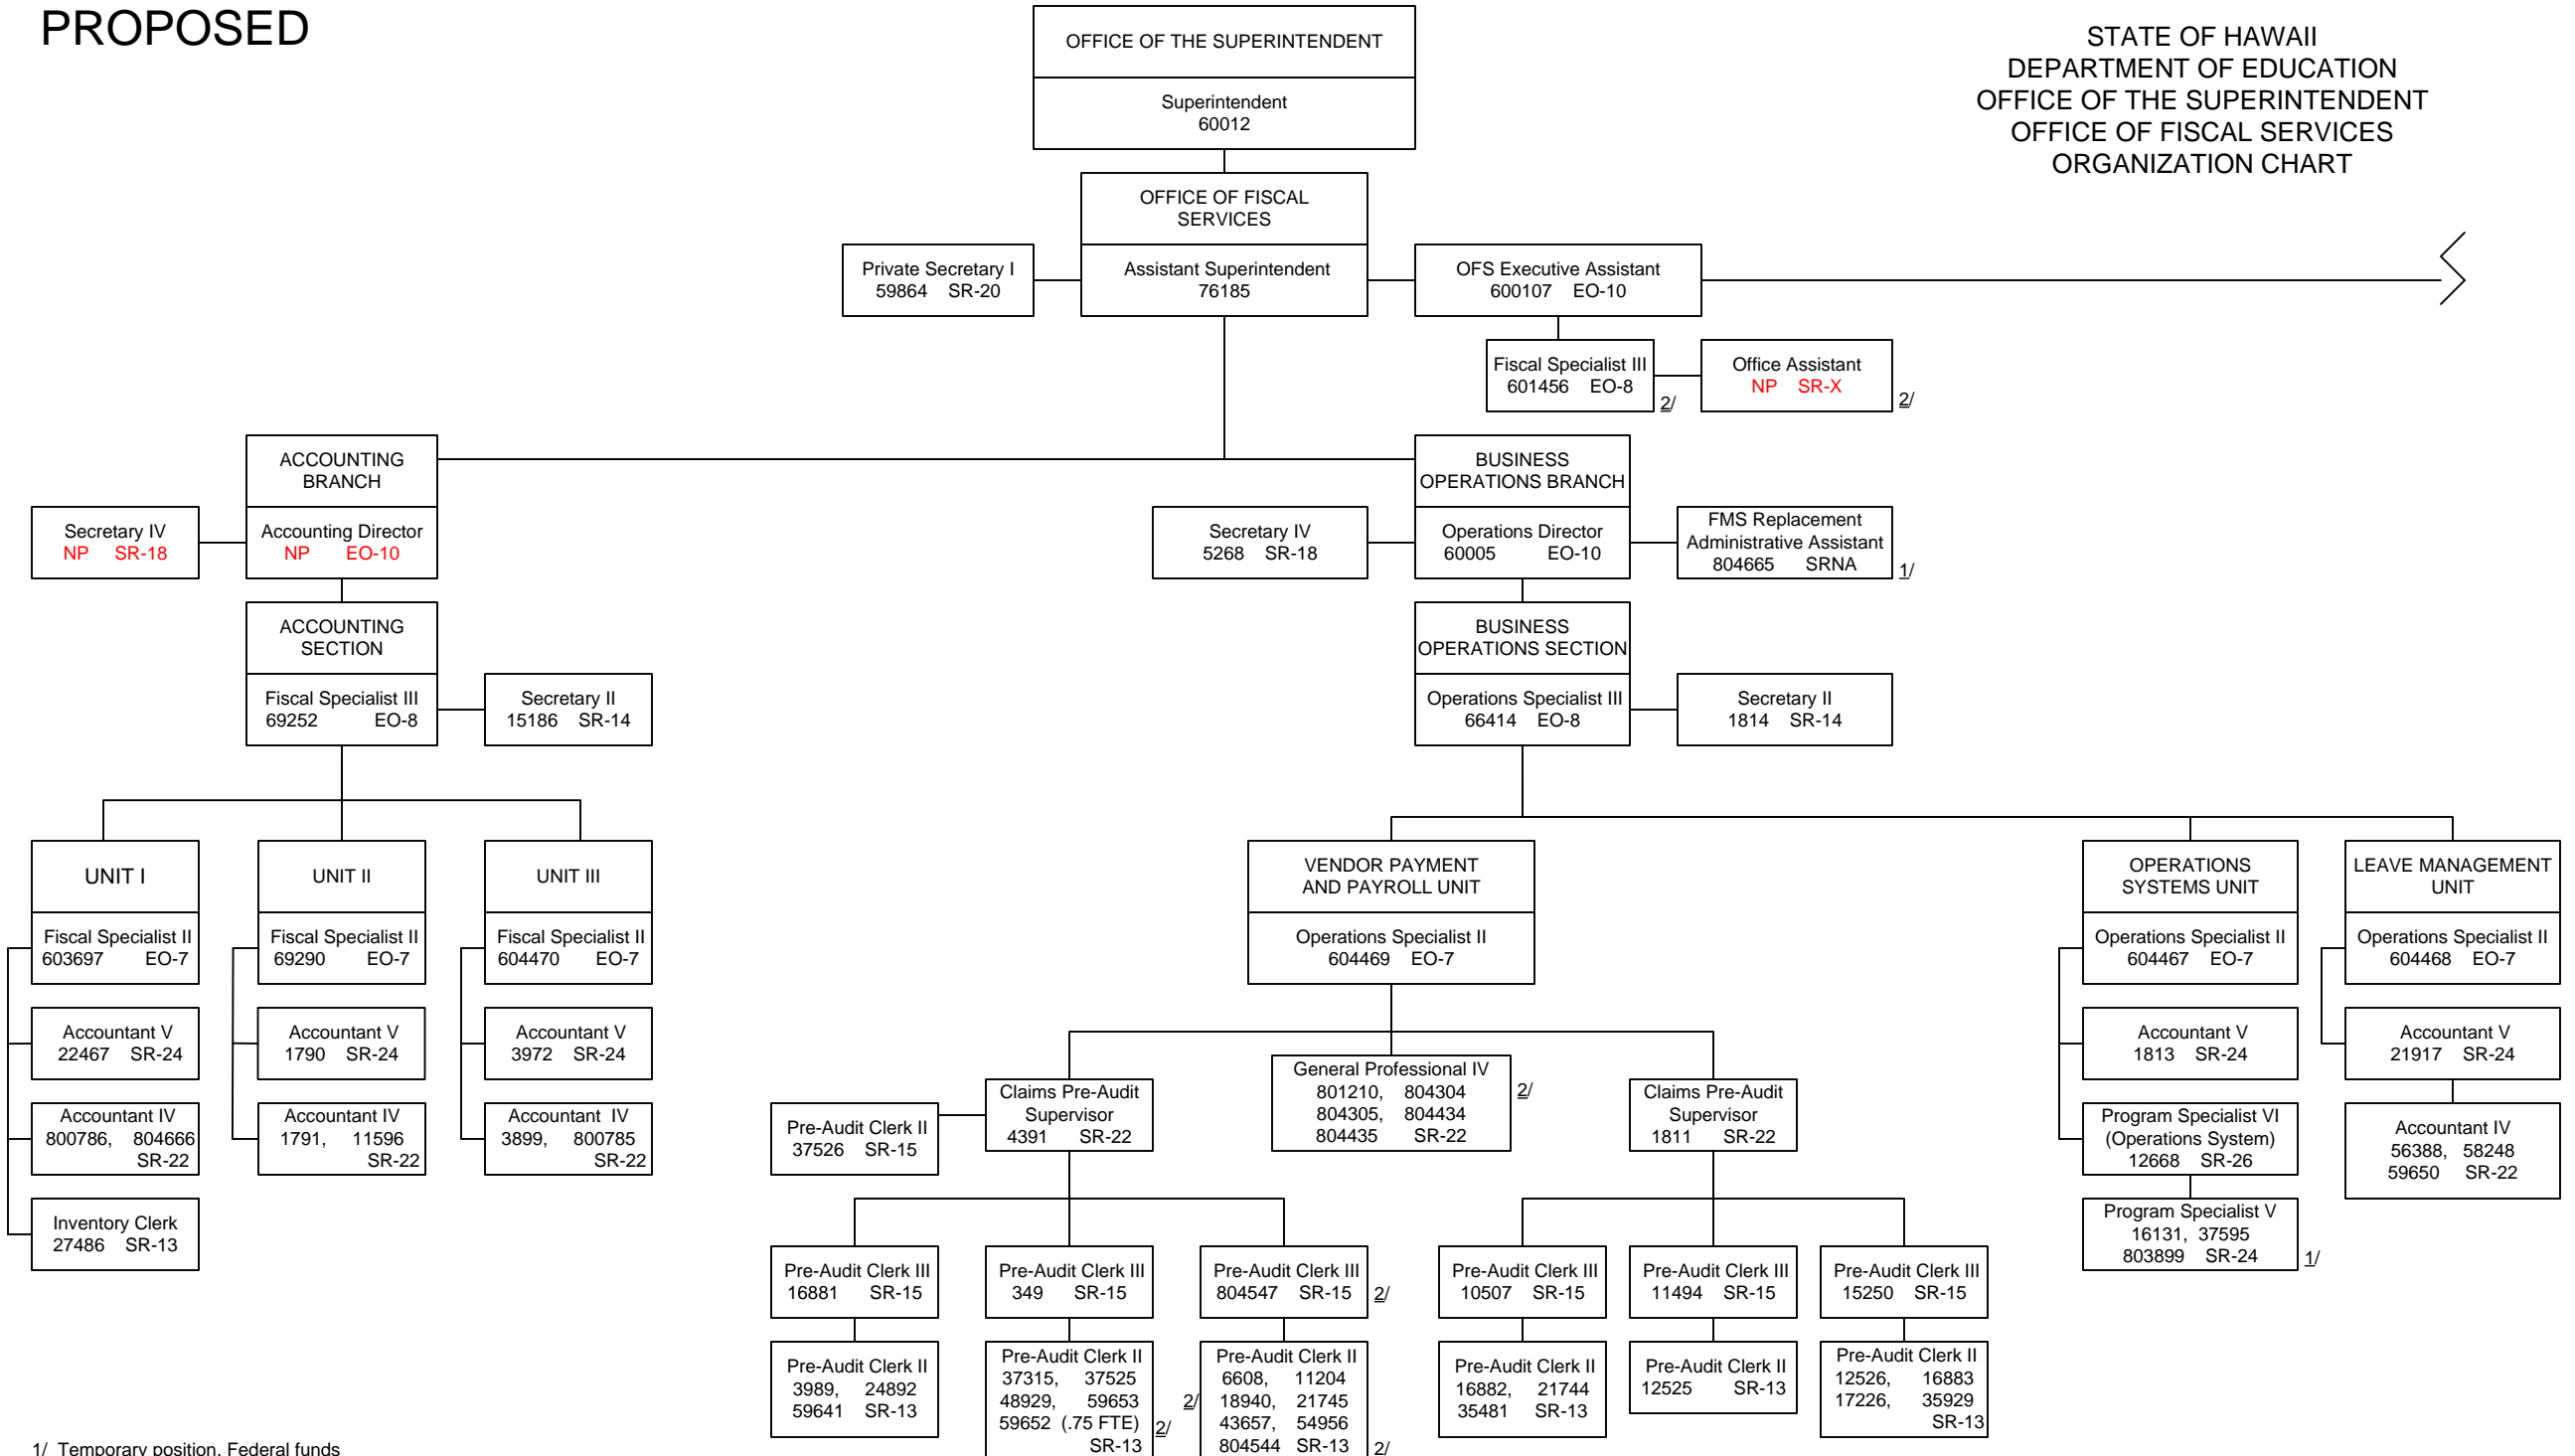 PROPOSED
STATE OF HAWAII
DEPARTMENT OF EDUCATION
OFFICE OF THE SUPERINTENDENT
OFFICE OF FISCAL SERVICES
ORGANIZATION CHART
OFFICE OF THE SUPERINTENDENT
Superintendent
60012
OFFICE OF FISCAL
SERVICES
Assistant Superintendent
76185
Private Secretary I
59864 SR-20
OFS Executive Assistant
600107 EO-10
Fiscal Specialist III
601456 EO-8
2/
Office Assistant
NP SR-X
2/
ACCOUNTING
BRANCH
Accounting Director
NP EO-10
Secretary IV
NP SR-18
BUSINESS
OPERATIONS BRANCH
Operations Director
60005 EO-10
Secretary IV
5268 SR-18
FMS Replacement
Administrative Assistant
804665 SRNA
1/
ACCOUNTING
SECTION
Fiscal Specialist III
69252 EO-8
Secretary II
15186 SR-14
BUSINESS
OPERATIONS SECTION
Operations Specialist III
66414 EO-8
Secretary II
1814 SR-14
UNIT I
Fiscal Specialist II
603697 EO-7
Accountant V
22467 SR-24
Accountant IV
800786, 804666
SR-22
Inventory Clerk
27486 SR-13
UNIT II
Fiscal Specialist II
69290 EO-7
Accountant V
1790 SR-24
Accountant IV
1791, 11596
SR-22
UNIT III
Fiscal Specialist II
604470 EO-7
Accountant V
3972 SR-24
Accountant IV
3899, 800785
SR-22
VENDOR PAYMENT
AND PAYROLL UNIT
Operations Specialist II
604469 EO-7
Pre-Audit Clerk II
37526 SR-15
Claims Pre-Audit
Supervisor
4391 SR-22
General Professional IV
801210, 804304
804305, 804434
804435 SR-22
2/
Claims Pre-Audit
Supervisor
1811 SR-22
Pre-Audit Clerk III
16881 SR-15
Pre-Audit Clerk II
3989, 24892
59641 SR-13
Pre-Audit Clerk III
349 SR-15
Pre-Audit Clerk II
37315, 37525
48929, 59653
59652 (.75 FTE)
SR-13
2/
2/
Pre-Audit Clerk III
804547 SR-15
2/
Pre-Audit Clerk II
6608, 11204
18940, 21745
43657, 54956
804544 SR-13
2/
Pre-Audit Clerk III
10507 SR-15
Pre-Audit Clerk II
16882, 21744
35481 SR-13
Pre-Audit Clerk III
11494 SR-15
Pre-Audit Clerk II
12525 SR-13
Pre-Audit Clerk III
15250 SR-15
Pre-Audit Clerk II
12526, 16883
17226, 35929
SR-13
OPERATIONS
SYSTEMS UNIT
Operations Specialist II
604467 EO-7
Accountant V
1813 SR-24
Program Specialist VI
(Operations System)
12668 SR-26
Program Specialist V
16131, 37595
803899 SR-24
1/
LEAVE MANAGEMENT
UNIT
Operations Specialist II
604468 EO-7
Accountant V
21917 SR-24
Accountant IV
56388, 58248
59650 SR-22
1/ Temporary position, Federal funds